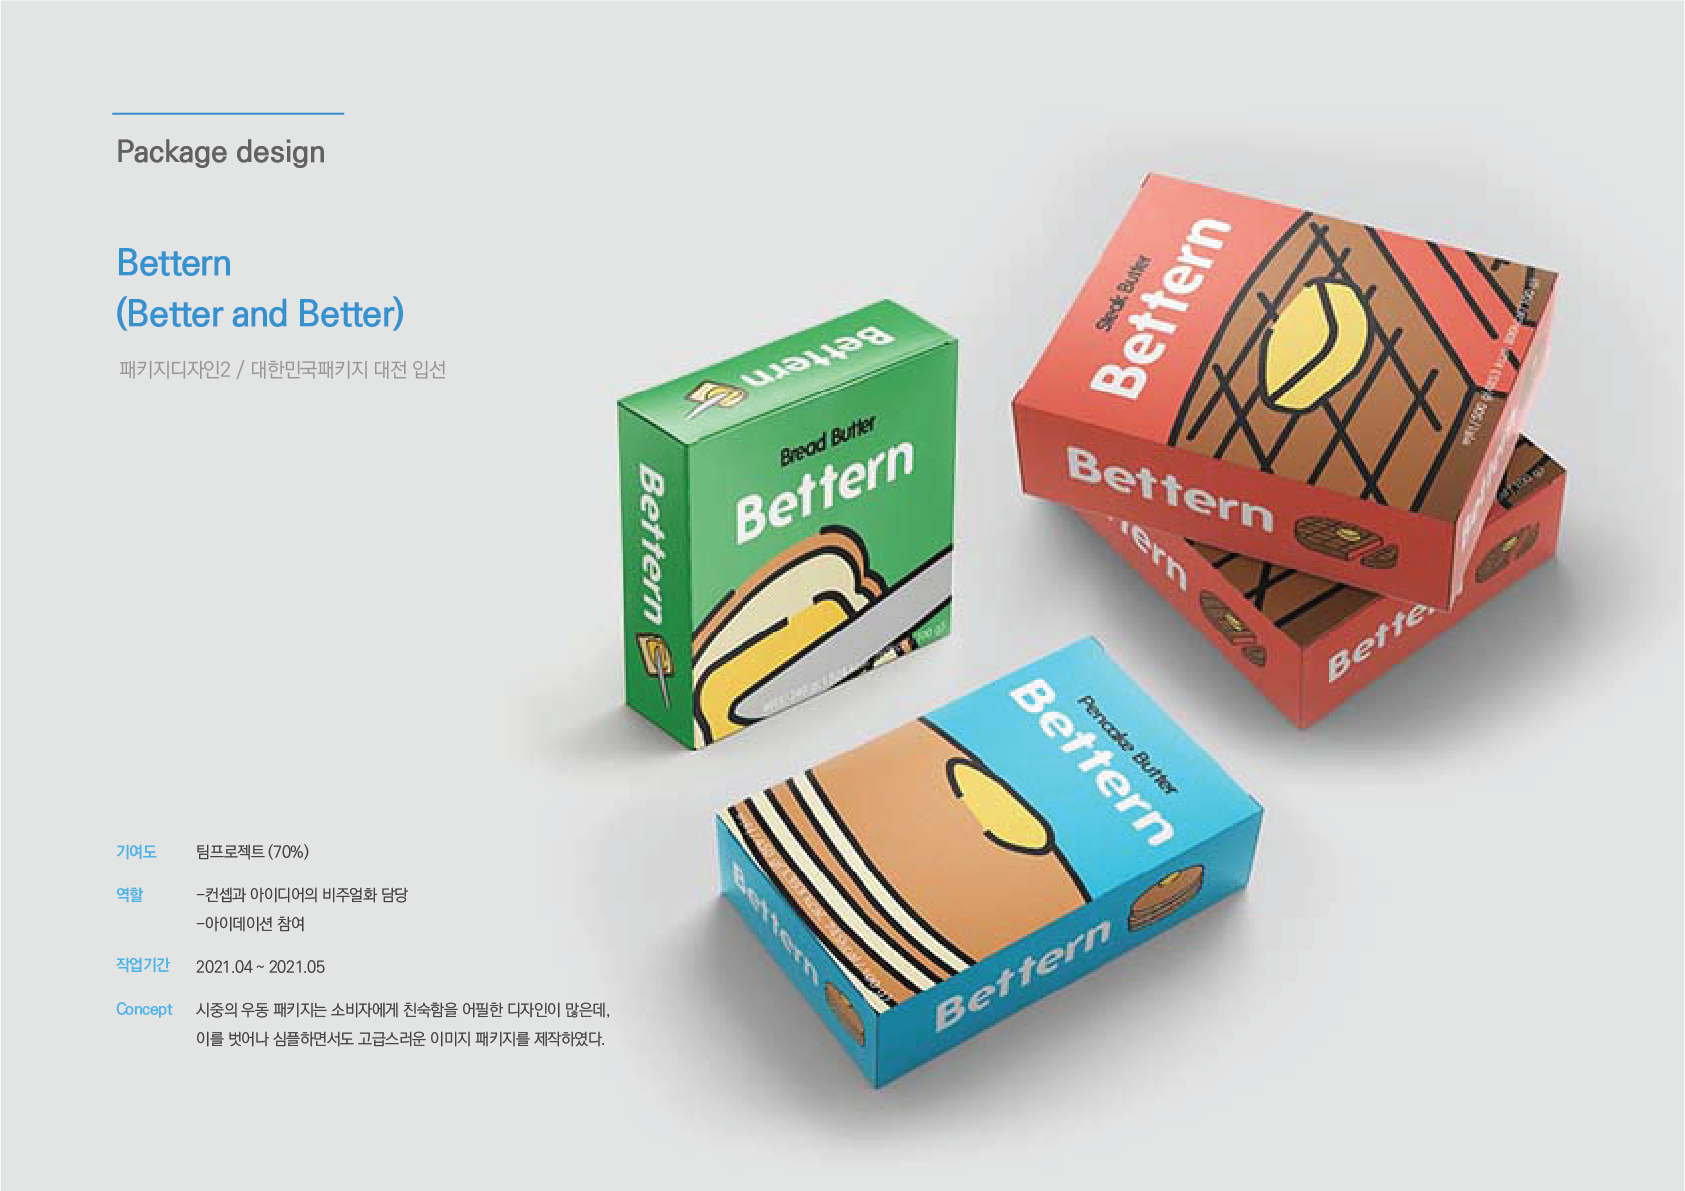 Package design
Bettern
(Better and Better)
패키지디자인2 / 대한민국패키지 대전 입선
Bettern
Bread Butter
Bettern
Bettern
Steak Butter
Bettern
Bettern
Bettern
Pencake Butter
Bettern
Bettern
Bettern
기여도 팀프로젝트 (70%)
역할 -컨셉과 아이디어의 비주얼화 담당
-아이데이션 참여
작업기간 2021.04 ~ 2021.05
Concept 시중의 우동 패키지는 소비자에게 친숙함을 어필한 디자인이 많은데,
이를 벗어나 심플하면서도 고급스러운 이미지 패키지를 제작하였다.